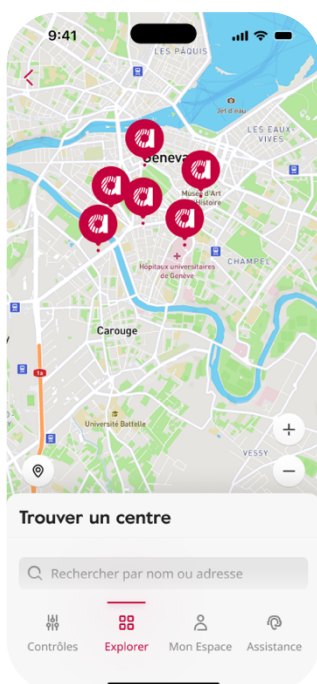 9:41
LES PÂQUIS
Jet d'eau
LES EAUX-
VIVES
Geneva
Musée d'Art
Histoire
Hôpitaux universitaires
de Genève
CHAMPEL
Carouge
1a
Université Battelle
VESSY
Trouver un centre
Rechercher par nom ou adresse
Contrôles
Explorer
Mon Espace
Assistance